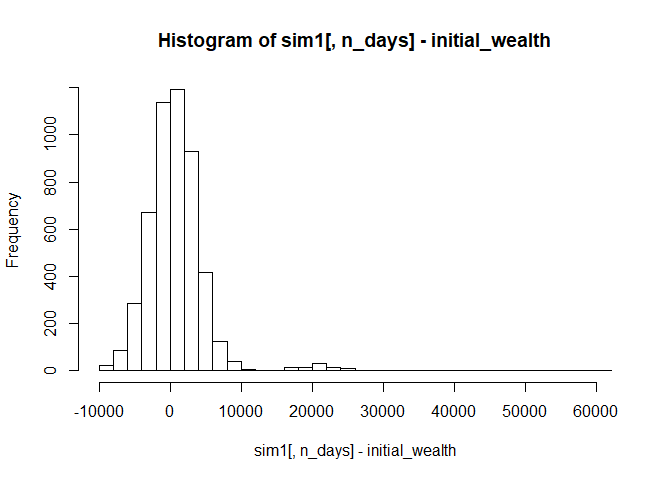 Histogram of sim1[, n_days] - initial_wealth
Frequency
0
200
400
600
800
1000
-10000 0 10000 20000 30000 40000 50000 60000
sim1[, n_days] - initial_wealth